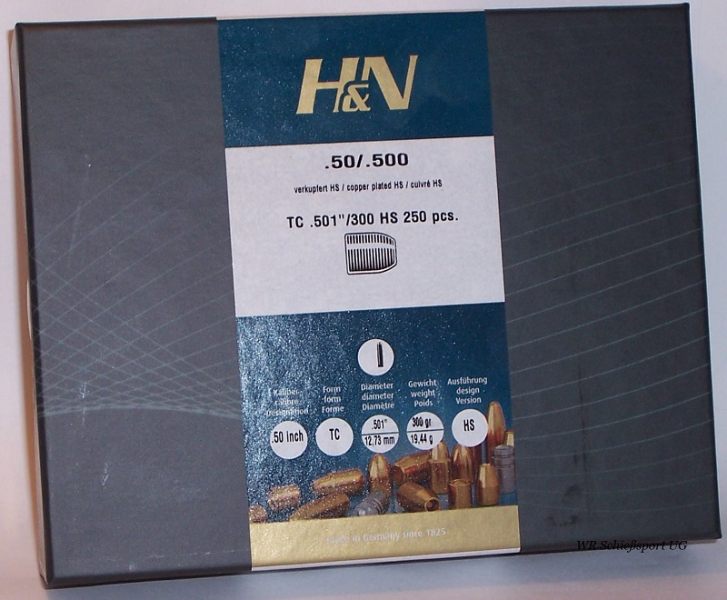 H&N
.50/.500
verkupfert HS / copper plated HS / cuivré HS
TC .501"/300 HS 250 pcs.
Kaliber Form Diameter Gewicht Ausführung
calibre form diameter weight design
Designation Forme Diamètre Poids Version
.50 inch TC .501" 300 gr HS
12,73 mm 19,44 g
Made in Germany since 1825
WR Schießsport UG